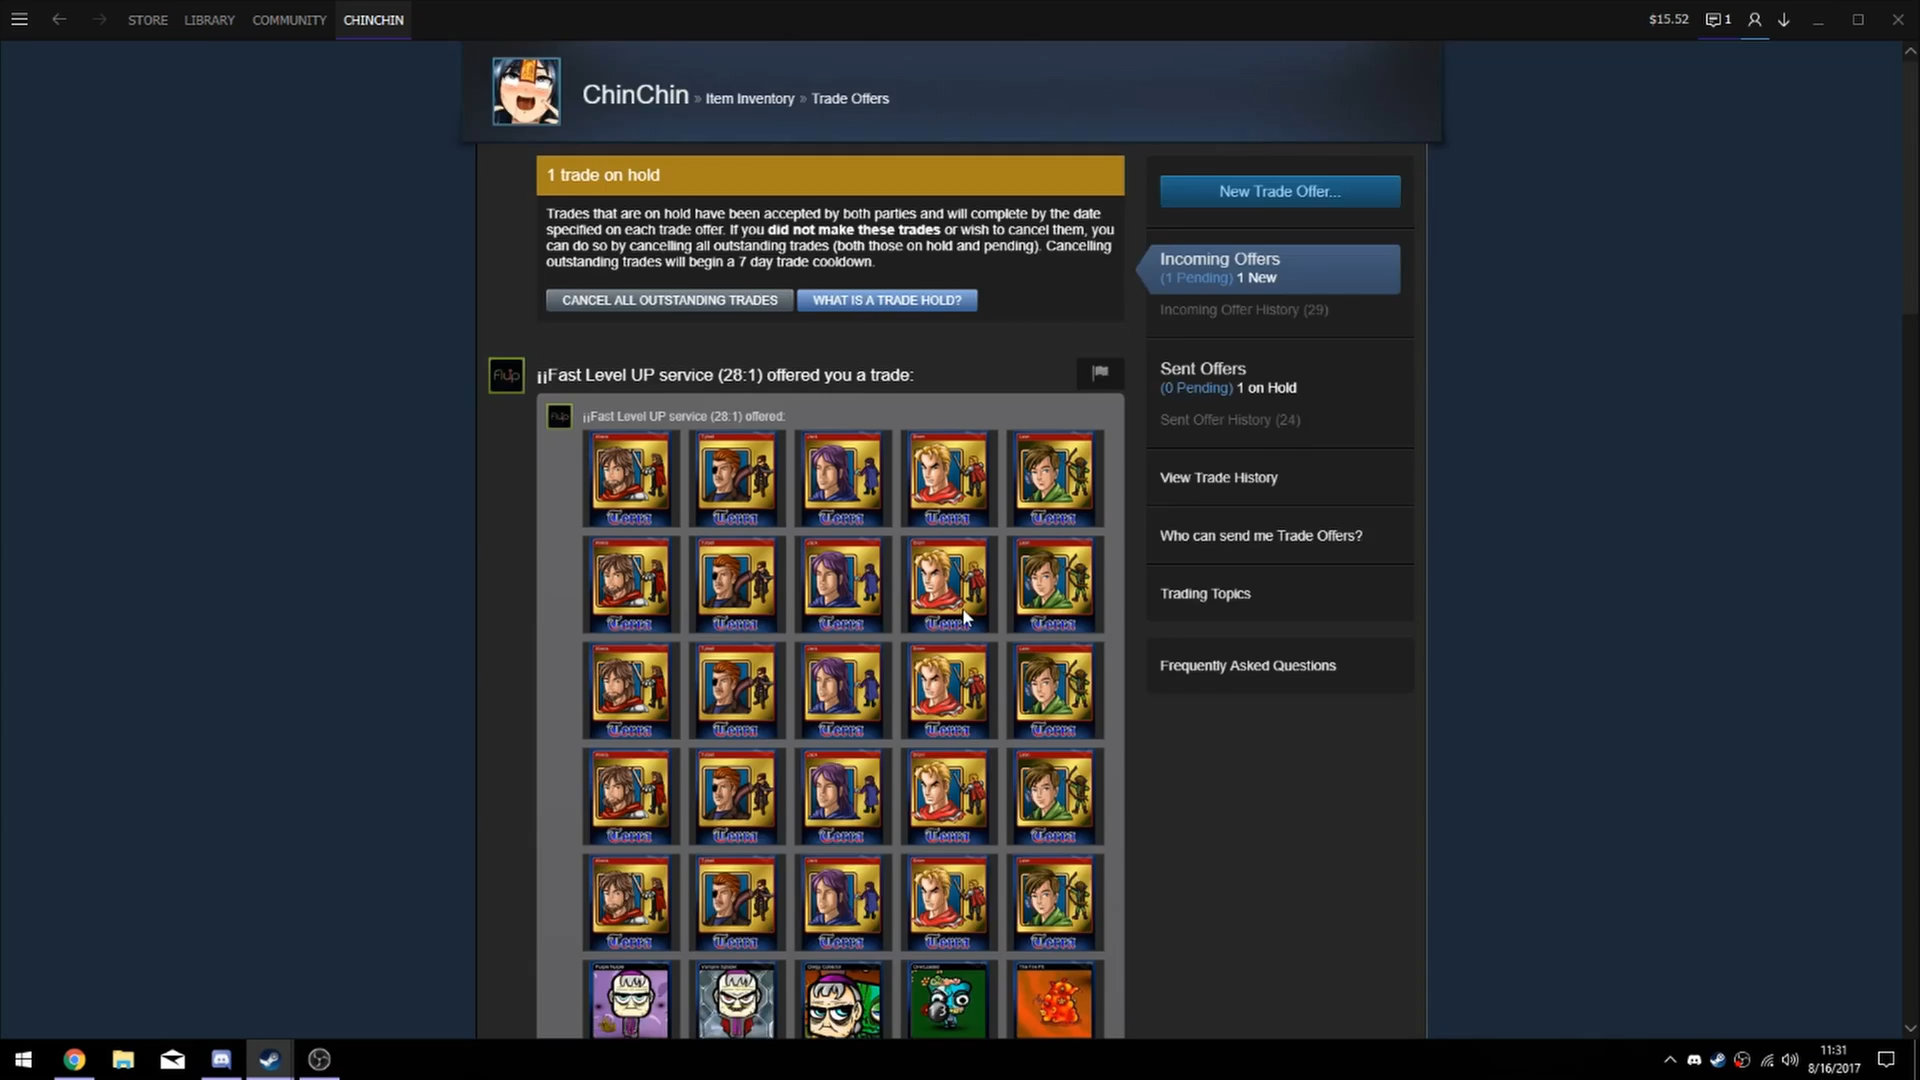 STORE LIBRARY COMMUNITY CHINCHIN
$15.52 1
ChinChin » Item Inventory » Trade Offers
1 trade on hold
Trades that are on hold have been accepted by both parties and will complete by the date
specified on each trade offer. If you did not make these trades or wish to cancel them, you
can do so by cancelling all outstanding trades (both those on hold and pending). Cancelling
outstanding trades will begin a 7 day trade cooldown.
CANCEL ALL OUTSTANDING TRADES WHAT IS A TRADE HOLD?
New Trade Offer...
Incoming Offers
(1 Pending) 1 New
Incoming Offer History (29)
Sent Offers
(0 Pending) 1 on Hold
Sent Offer History (24)
View Trade History
Who can send me Trade Offers?
Trading Topics
Frequently Asked Questions
¡¡Fast Level UP service (28:1) offered you a trade:
¡¡Fast Level UP service (28:1) offered:
Terra Terra Terra Terra Terra
Terra Terra Terra Terra Terra
Terra Terra Terra Terra Terra
Terra Terra Terra Terra Terra
Terra Terra Terra Terra Terra
11:31
8/16/2017